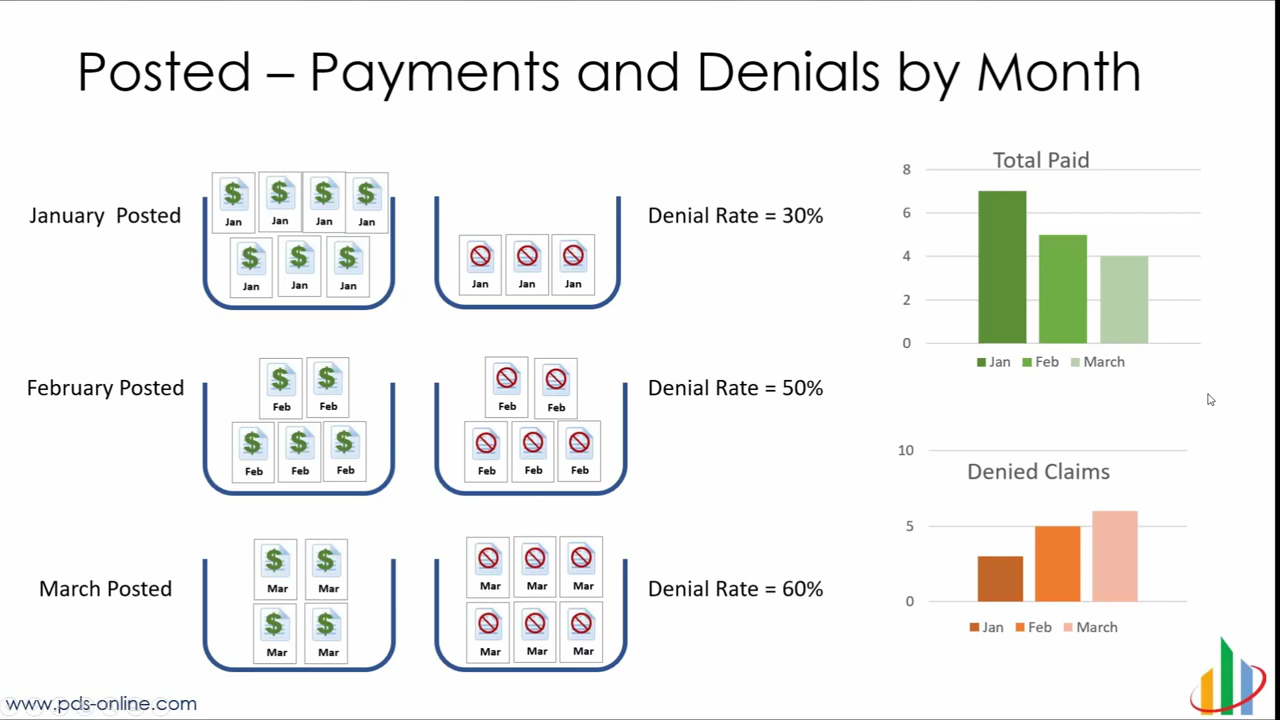 Posted – Payments and Denials by Month
January  Posted
Jan Jan Jan Jan
Jan Jan Jan
Jan Jan Jan
Denial Rate = 30%
February Posted
Feb Feb
Feb Feb Feb
Feb Feb
Feb Feb Feb
Denial Rate = 50%
March Posted
Mar Mar
Mar Mar
Mar Mar Mar
Mar Mar Mar
Denial Rate = 60%
Total Paid
8
6
4
2
0
Jan Feb March
Denied Claims
10
5
0
Jan Feb March
www.pds-online.com